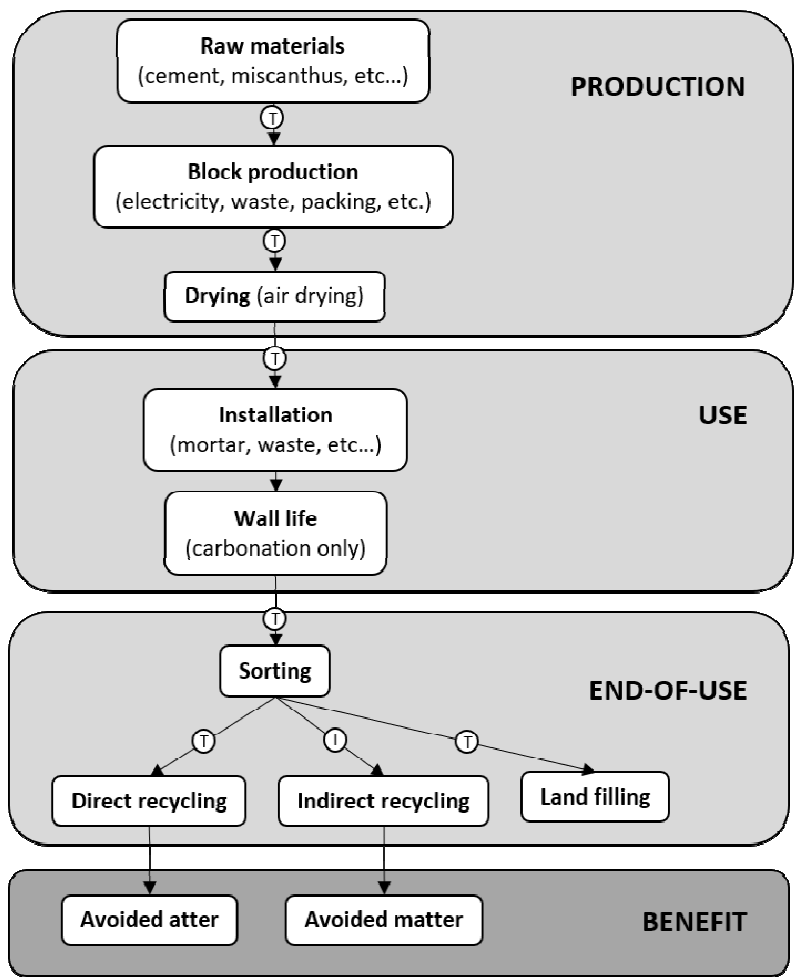 Raw materials
(cement, miscanthus, etc...)
PRODUCTION
T
Block production
(electricity, waste, packing, etc.)
T
Drying (air drying)
T
Installation
(mortar, waste, etc...)
USE
Wall life
(carbonation only)
T
Sorting
END-OF-USE
T
I
T
Direct recycling
Indirect recycling
Land filling
Avoided atter
Avoided matter
BENEFIT